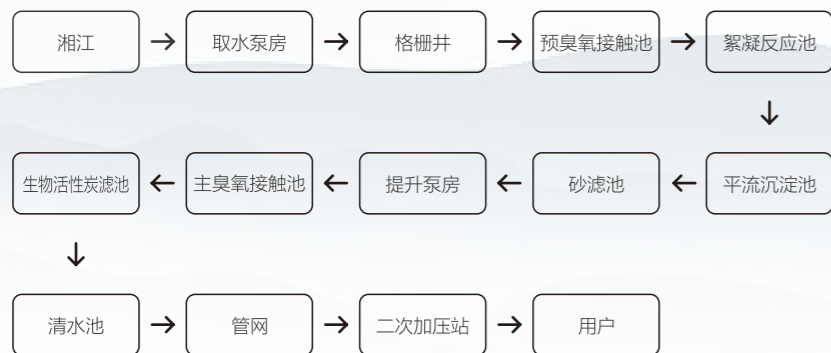 湘江
取水泵房
格栅井
预臭氧接触池
絮凝反应池
平流沉淀池
砂滤池
提升泵房
主臭氧接触池
生物活性炭滤池
清水池
管网
二次加压站
用户